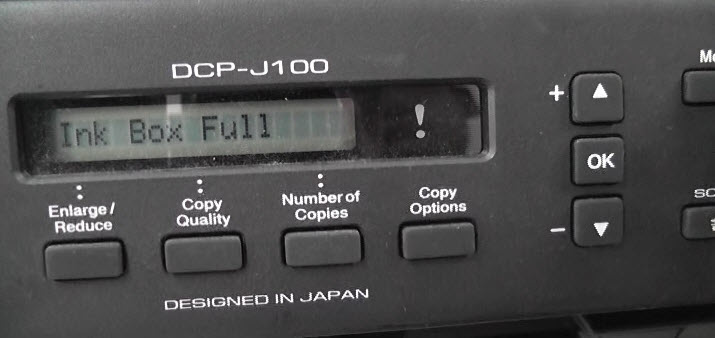 DCP-J100
Ink Box Full
!
+
OK
−
Enlarge/
Reduce
Copy
Quality
Number of
Copies
Copy
Options
DESIGNED IN JAPAN